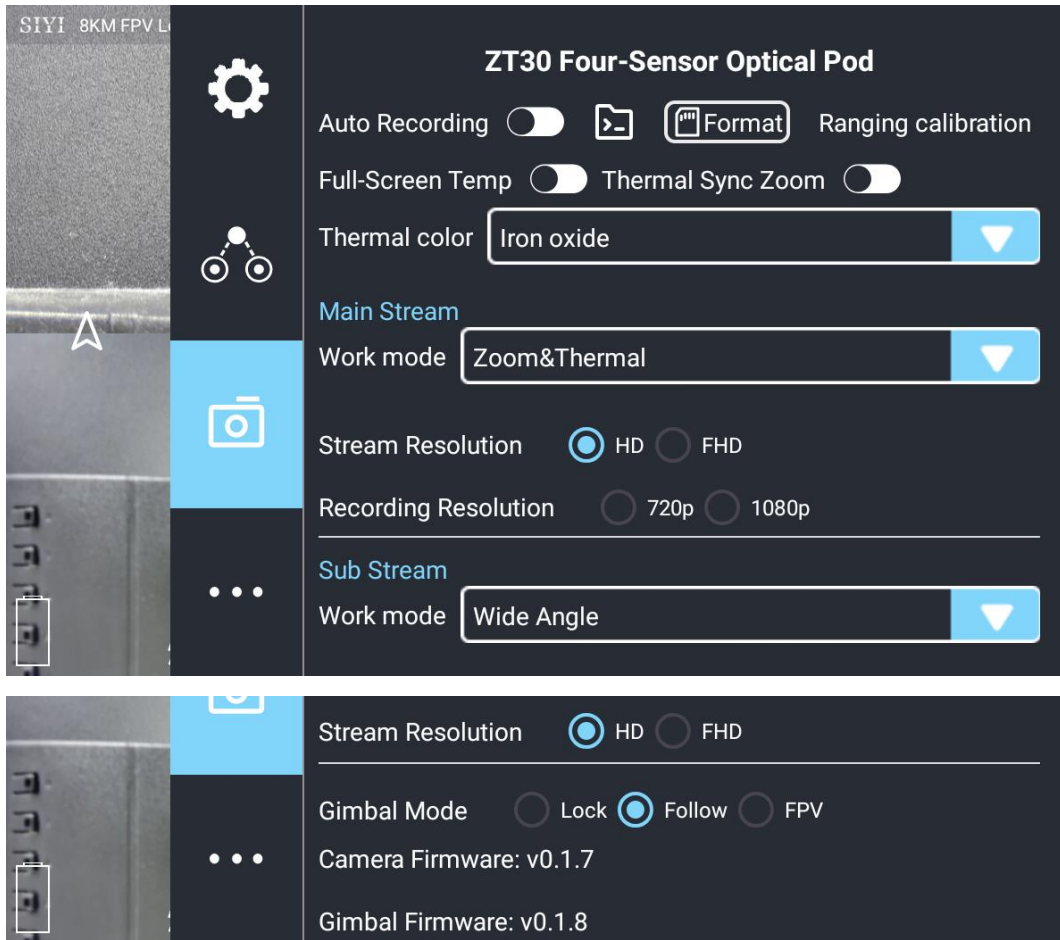 SIYI 8KM FPV L
ZT30 Four-Sensor Optical Pod
Auto Recording Format Ranging calibration
Full-Screen Temp Thermal Sync Zoom
Thermal color Iron oxide
Main Stream
Work mode Zoom&Thermal
Stream Resolution HD FHD
Recording Resolution 720p 1080p
Sub Stream
Work mode Wide Angle
Stream Resolution HD FHD
Gimbal Mode Lock Follow FPV
Camera Firmware: v0.1.7
Gimbal Firmware: v0.1.8